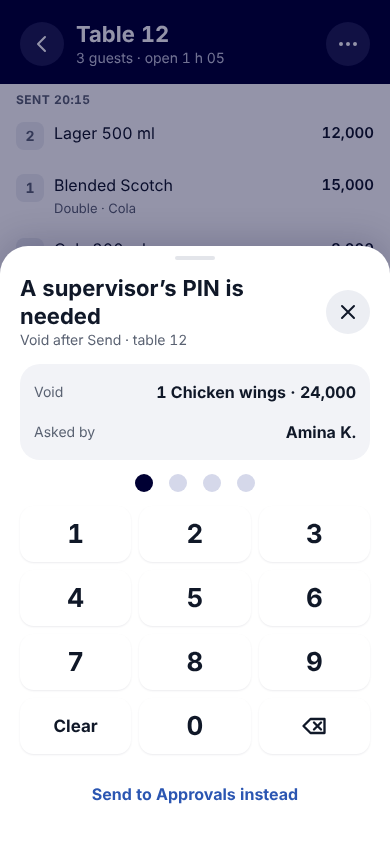 Table 12
3 guests · open 1 h 05
SENT 20:15
2 Lager 500 ml 12,000
1 Blended Scotch 15,000
Double · Cola
A supervisor’s PIN is
needed
Void after Send · table 12
Void 1 Chicken wings · 24,000
Asked by Amina K.
1 2 3
4 5 6
7 8 9
Clear 0
Send to Approvals instead